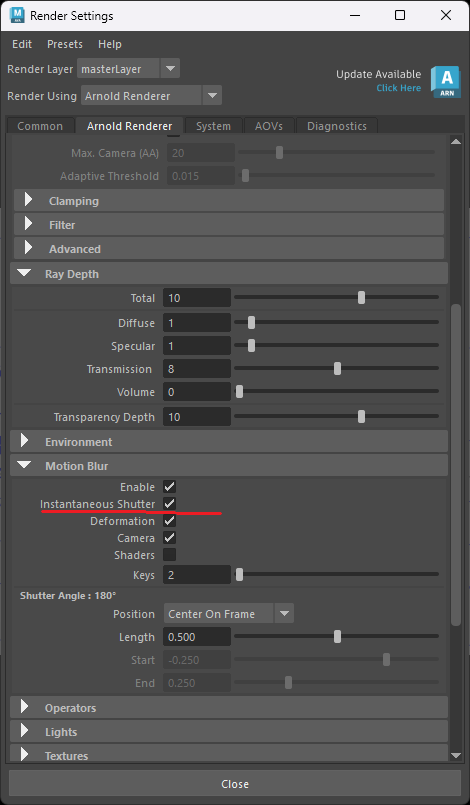 Render Settings
Edit Presets Help
Render Layer masterLayer
Update Available
Click Here
ARN
Render Using Arnold Renderer
Common Arnold Renderer System AOVs Diagnostics
Max. Camera (AA) 20
Adaptive Threshold 0.015
Clamping
Filter
Advanced
Ray Depth
Total 10
Diffuse 1
Specular 1
Transmission 8
Volume 0
Transparency Depth 10
Environment
Motion Blur
Enable
Instantaneous Shutter
Deformation
Camera
Shaders
Keys 2
Shutter Angle : 180°
Position Center On Frame
Length 0.500
Start -0.250
End 0.250
Operators
Lights
Textures
Close